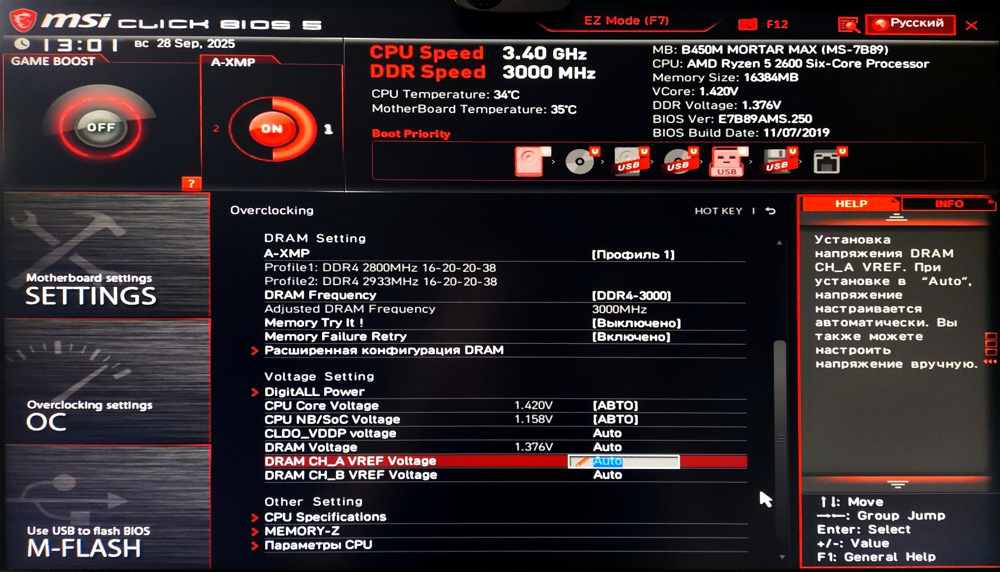 msi CLICK BIOS 5
EZ Mode (F7)
: F12
Русский
13:01 вс 28 Sep, 2025
GAME BOOST
OFF
?
A-XMP
2
ON
1
CPU Speed 3.40 GHz
DDR Speed 3000 MHz
CPU Temperature: 34°C
MotherBoard Temperature: 35°C
MB: B450M MORTAR MAX (MS-7B89)
CPU: AMD Ryzen 5 2600 Six-Core Processor
Memory Size: 16384MB
VCore: 1.420V
DDR Voltage: 1.376V
BIOS Ver: E7B89AMS.250
BIOS Build Date: 11/07/2019
Boot Priority
U
U
USB U
USB U
USB U
USB U
U
Motherboard settings
SETTINGS
Overclocking settings
OC
Use USB to flash BIOS
M-FLASH
Overclocking
HOT KEY
DRAM Setting
A-XMP [Профиль 1]
Profile1: DDR4 2800MHz 16-20-20-38
Profile2: DDR4 2933MHz 16-20-20-38
DRAM Frequency [DDR4-3000]
Adjusted DRAM Frequency 3000MHz
Memory Try It ! [Выключено]
Memory Failure Retry [Включено]
Расширенная конфигурация DRAM
Voltage Setting
DigitALL Power
CPU Core Voltage 1.420V [АВТО]
CPU NB/SoC Voltage 1.158V [АВТО]
CLDO_VDDP voltage Auto
DRAM Voltage 1.376V Auto
DRAM CH_A VREF Voltage Auto
DRAM CH_B VREF Voltage Auto
Other Setting
CPU Specifications
MEMORY-Z
Параметры CPU
HELP
INFO
Установка
напряжения DRAM
CH_A VREF. При
установке в “Auto”,
напряжение
настраивается
автоматически. Вы
также можете
настроить
напряжение вручную.
↑↓: Move
→←: Group Jump
Enter: Select
+/-: Value
F1: General Help